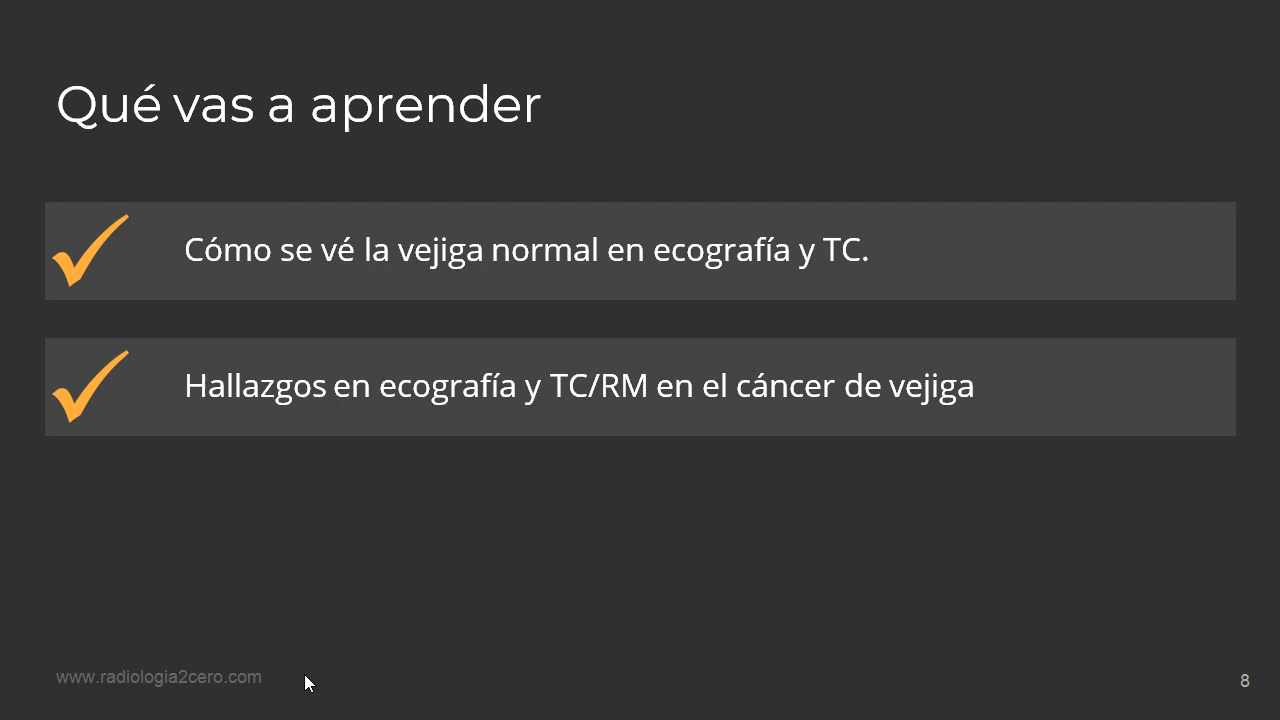 Qué vas a aprender
Cómo se vé la vejiga normal en ecografía y TC.
Hallazgos en ecografía y TC/RM en el cáncer de vejiga
www.radiologia2cero.com
8